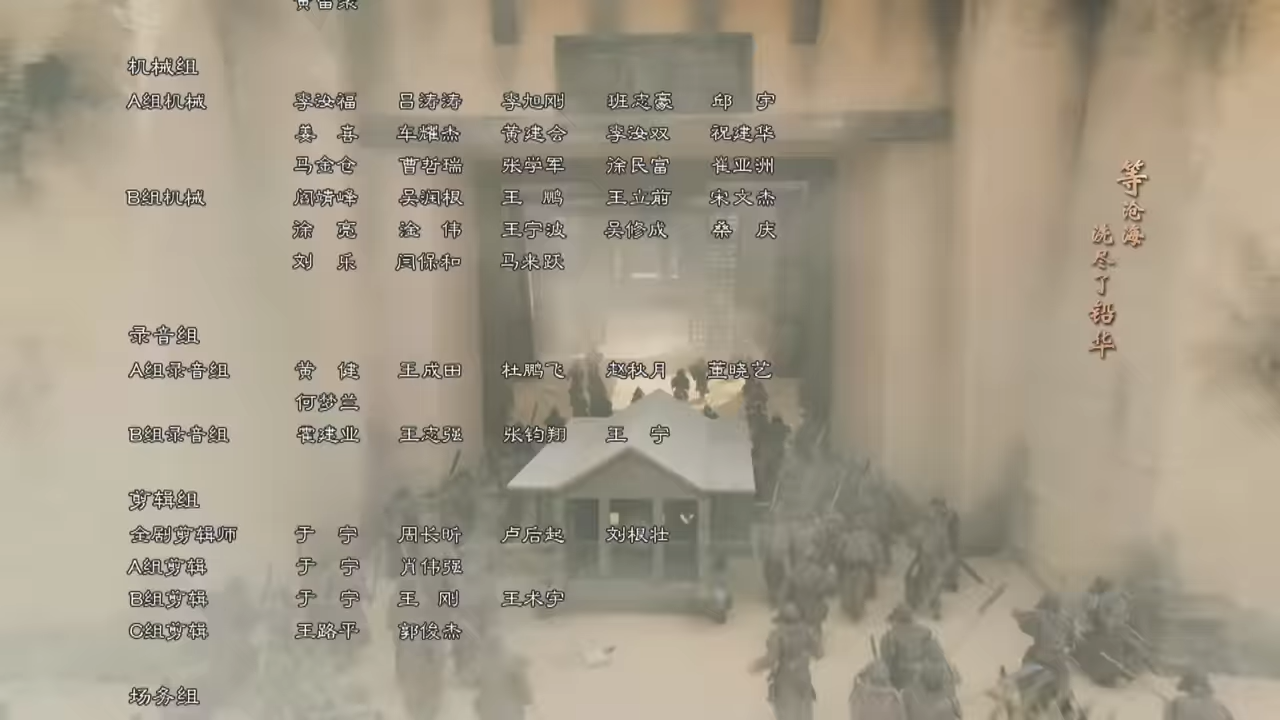 机械组
A组机械 李汝福 吕涛涛 李旭刚 班志豪 邱 宇
姜 喜 车耀杰 黄建会 李汝双 祝建华
马金仓 曹哲瑞 张学军 涂民富 崔亚洲
B组机械 阎靖峰 吴润极 王 鹏 王立前 宋文杰
涂 亮 淦 伟 王宇波 吴修成 桑 庆
刘 乐 闫保和 马来跃
录音组
A组录音组 黄 健 王成田 杜鹏飞 赵秋月 董晓艺
何梦兰
B组录音组 霍建业 王志强 张钧翔 王 宁
剪辑组
全剧剪辑师 于 宁 周长昕 卢后起 刘枫壮
A组剪辑 于 宁 肖伟强
B组剪辑 于 宁 王 刚 王术宇
C组剪辑 王路平 郭俊杰
场务组
等沧海
洗尽了铅华